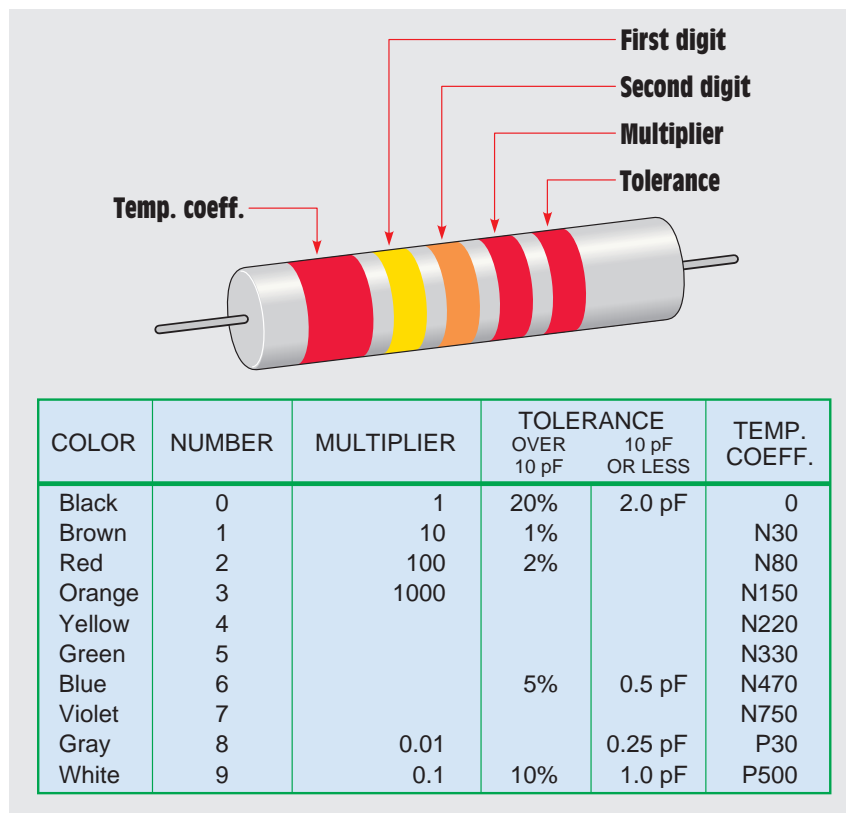 First digit
Second digit
Multiplier
Tolerance
Temp. coeff.
COLOR NUMBER MULTIPLIER TOLERANCE OVER 10 pF 10 pF OR LESS TEMP. COEFF.
Black 0 1 20% 2.0 pF 0
Brown 1 10 1% N30
Red 2 100 2% N80
Orange 3 1000 N150
Yellow 4 N220
Green 5 N330
Blue 6 5% 0.5 pF N470
Violet 7 N750
Gray 8 0.01 0.25 pF P30
White 9 0.1 10% 1.0 pF P500